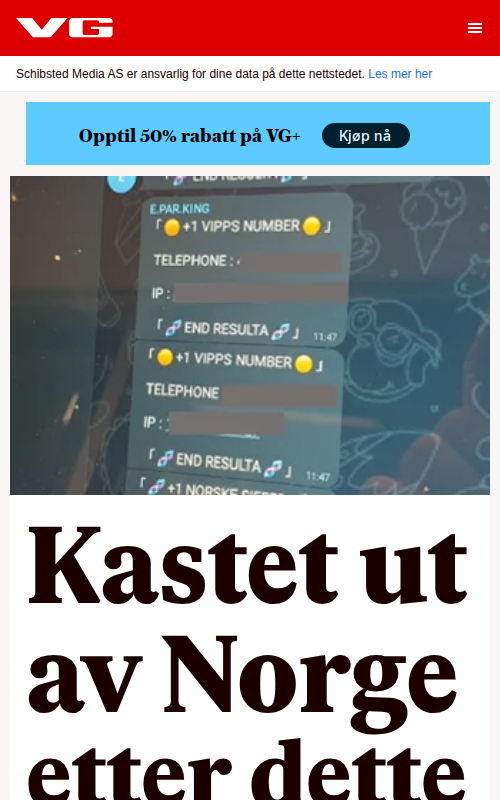 VG
Schibsted Media AS er ansvarlig for dine data på dette nettstedet. Les mer her
Opptil 50% rabatt på VG+
Kjøp nå
END RESULTA
E.PAR.KING
「🟡+1 VIPPS NUMBER🟡」
TELEPHONE :
IP :
「🧬END RESULTA🧬」 11:47
「🟡+1 VIPPS NUMBER🟡」
TELEPHONE
IP :
「🧬END RESULTA🧬」 11:47
「🧬+1 NORSKE
Kastet ut
av Norge
etter dette